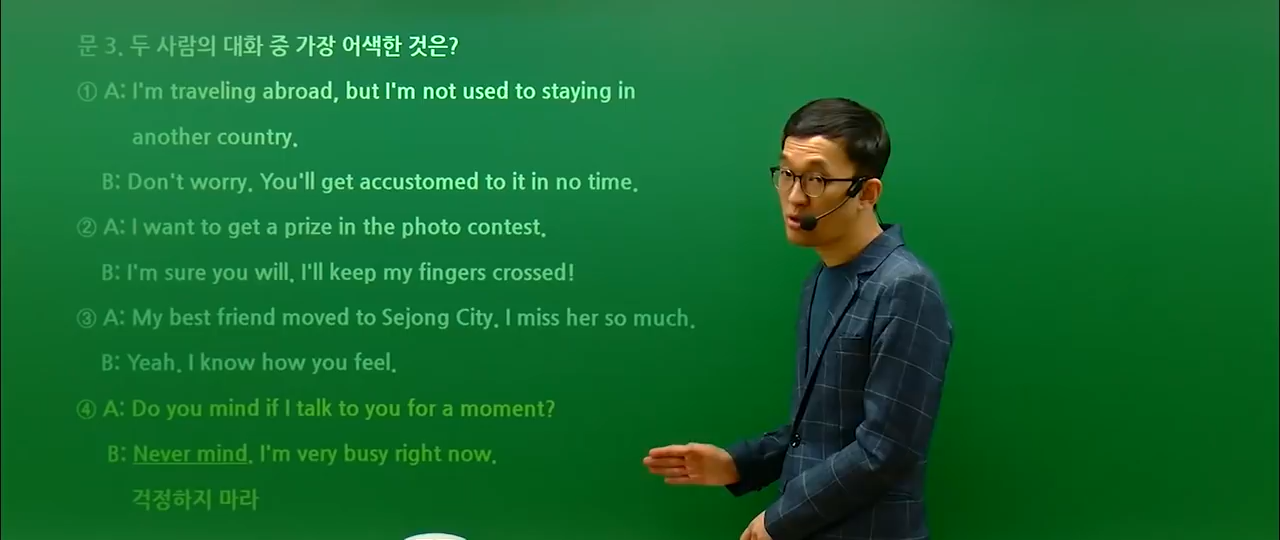 문 3. 두 사람의 대화 중 가장 어색한 것은?
① A: I'm traveling abroad, but I'm not used to staying in
another country.
B: Don't worry. You'll get accustomed to it in no time.
② A: I want to get a prize in the photo contest.
B: I'm sure you will. I'll keep my fingers crossed!
③ A: My best friend moved to Sejong City. I miss her so much.
B: Yeah. I know how you feel.
④ A: Do you mind if I talk to you for a moment?
B: Never mind. I'm very busy right now.
걱정하지 마라